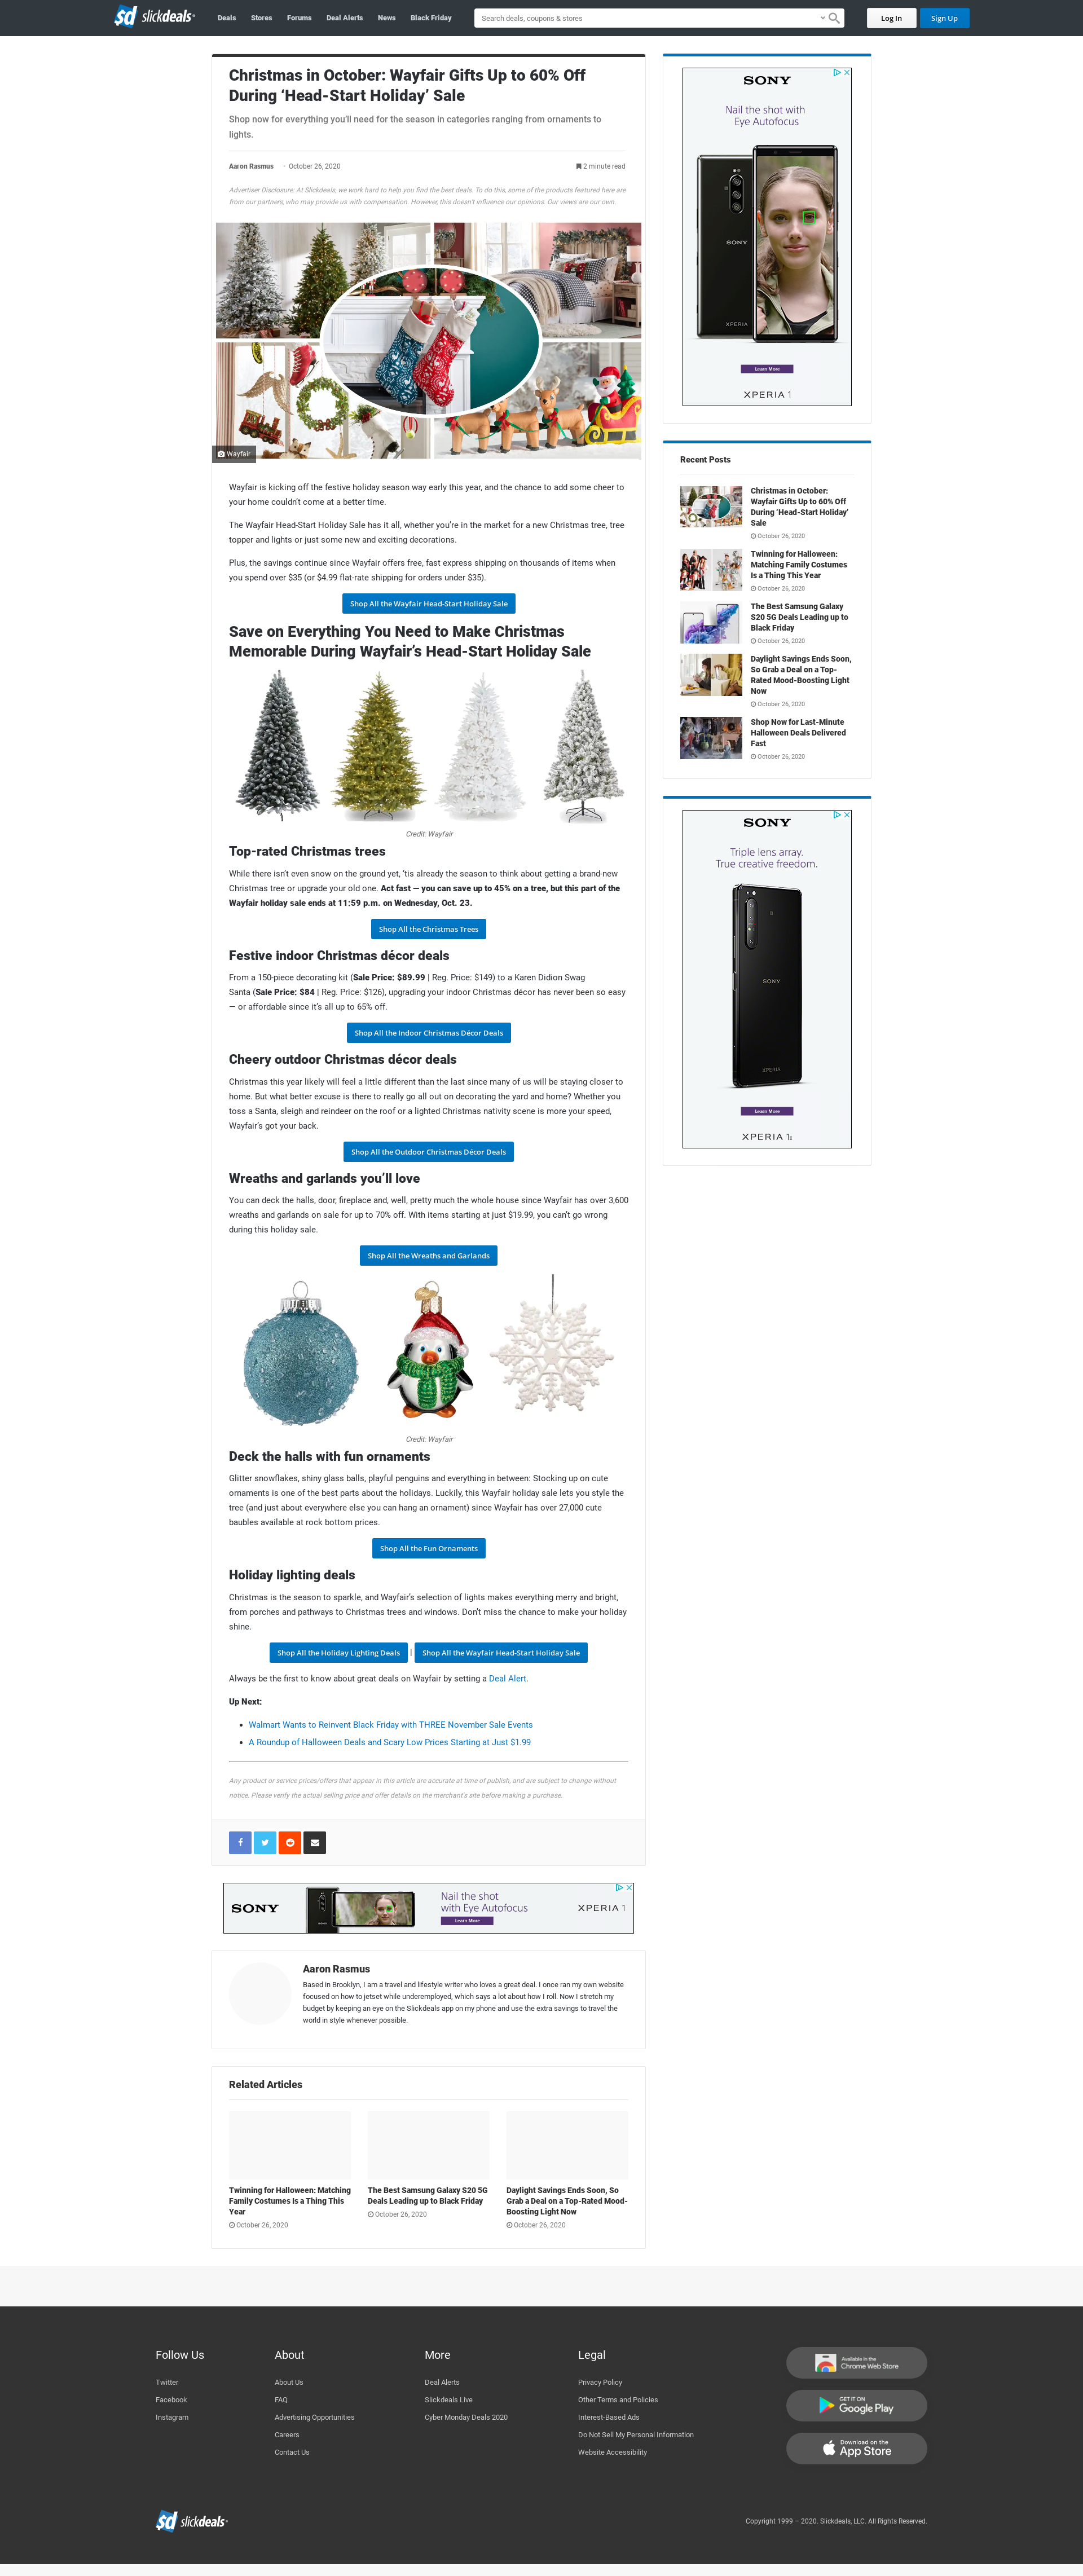 sd slickdeals
Deals
Stores
Forums
Deal Alerts
News
Black Friday
Search deals, coupons & stores
Log In
Sign Up
Christmas in October: Wayfair Gifts Up to 60% Off
During ‘Head-Start Holiday’ Sale
Shop now for everything you’ll need for the season in categories ranging from ornaments to
lights.
Aaron Rasmus · October 26, 2020
2 minute read
Advertiser Disclosure: At Slickdeals, we work hard to help you find the best deals. To do this, some of the products featured here are
from our partners, who may provide us with compensation. However, this doesn’t influence our opinions. Our views are our own.
Wayfair
Wayfair is kicking off the festive holiday season way early this year, and the chance to add some cheer to
your home couldn’t come at a better time.
The Wayfair Head-Start Holiday Sale has it all, whether you’re in the market for a new Christmas tree, tree
topper and lights or just some new and exciting decorations.
Plus, the savings continue since Wayfair offers free, fast express shipping on thousands of items when
you spend over $35 (or $4.99 flat-rate shipping for orders under $35).
Shop All the Wayfair Head-Start Holiday Sale
Save on Everything You Need to Make Christmas
Memorable During Wayfair’s Head-Start Holiday Sale
Credit: Wayfair
Top-rated Christmas trees
While there isn’t even snow on the ground yet, ‘tis already the season to think about getting a brand-new
Christmas tree or upgrade your old one. Act fast — you can save up to 45% on a tree, but this part of the
Wayfair holiday sale ends at 11:59 p.m. on Wednesday, Oct. 23.
Shop All the Christmas Trees
Festive indoor Christmas décor deals
From a 150-piece decorating kit (Sale Price: $89.99 | Reg. Price: $149) to a Karen Didion Swag
Santa (Sale Price: $84 | Reg. Price: $126), upgrading your indoor Christmas décor has never been so easy
— or affordable since it’s all up to 65% off.
Shop All the Indoor Christmas Décor Deals
Cheery outdoor Christmas décor deals
Christmas this year likely will feel a little different than the last since many of us will be staying closer to
home. But what better excuse is there to really go all out on decorating the yard and home? Whether you
toss a Santa, sleigh and reindeer on the roof or a lighted Christmas nativity scene is more your speed,
Wayfair’s got your back.
Shop All the Outdoor Christmas Décor Deals
Wreaths and garlands you’ll love
You can deck the halls, door, fireplace and, well, pretty much the whole house since Wayfair has over 3,600
wreaths and garlands on sale for up to 70% off. With items starting at just $19.99, you can’t go wrong
during this holiday sale.
Shop All the Wreaths and Garlands
Credit: Wayfair
Deck the halls with fun ornaments
Glitter snowflakes, shiny glass balls, playful penguins and everything in between: Stocking up on cute
ornaments is one of the best parts about the holidays. Luckily, this Wayfair holiday sale lets you style the
tree (and just about everywhere else you can hang an ornament) since Wayfair has over 27,000 cute
baubles available at rock bottom prices.
Shop All the Fun Ornaments
Holiday lighting deals
Christmas is the season to sparkle, and Wayfair’s selection of lights makes everything merry and bright,
from porches and pathways to Christmas trees and windows. Don’t miss the chance to make your holiday
shine.
Shop All the Holiday Lighting Deals | Shop All the Wayfair Head-Start Holiday Sale
Always be the first to know about great deals on Wayfair by setting a Deal Alert.
Up Next:
Walmart Wants to Reinvent Black Friday with THREE November Sale Events
A Roundup of Halloween Deals and Scary Low Prices Starting at Just $1.99
Any product or service prices/offers that appear in this article are accurate at time of publish, and are subject to change without
notice. Please verify the actual selling price and offer details on the merchant’s site before making a purchase.
SONY
Nail the shot
with Eye Autofocus
Learn More
XPERIA 1
Aaron Rasmus
Based in Brooklyn, I am a travel and lifestyle writer who loves a great deal. I once ran my own website
focused on how to jetset while underemployed, which says a lot about how I roll. Now I stretch my
budget by keeping an eye on the Slickdeals app on my phone and use the extra savings to travel the
world in style whenever possible.
Related Articles
Twinning for Halloween: Matching
Family Costumes Is a Thing This
Year
October 26, 2020
The Best Samsung Galaxy S20 5G
Deals Leading up to Black Friday
October 26, 2020
Daylight Savings Ends Soon, So
Grab a Deal on a Top-Rated Mood-
Boosting Light Now
October 26, 2020
SONY
Nail the shot with
Eye Autofocus
SONY
XPERIA
Learn More
XPERIA 1
Recent Posts
Christmas in October:
Wayfair Gifts Up to 60% Off
During ‘Head-Start Holiday’
Sale
October 26, 2020
Twinning for Halloween:
Matching Family Costumes
Is a Thing This Year
October 26, 2020
The Best Samsung Galaxy
S20 5G Deals Leading up to
Black Friday
October 26, 2020
Daylight Savings Ends Soon,
So Grab a Deal on a Top-
Rated Mood-Boosting Light
Now
October 26, 2020
Shop Now for Last-Minute
Halloween Deals Delivered
Fast
October 26, 2020
SONY
Triple lens array.
True creative freedom.
SONY
XPERIA
Learn More
XPERIA 1 II
Follow Us
Twitter
Facebook
Instagram
About
About Us
FAQ
Advertising Opportunities
Careers
Contact Us
More
Deal Alerts
Slickdeals Live
Cyber Monday Deals 2020
Legal
Privacy Policy
Other Terms and Policies
Interest-Based Ads
Do Not Sell My Personal Information
Website Accessibility
Available in the
Chrome Web Store
GET IT ON
Google Play
Download on the
App Store
sd slickdeals
Copyright 1999 – 2020. Slickdeals, LLC. All Rights Reserved.